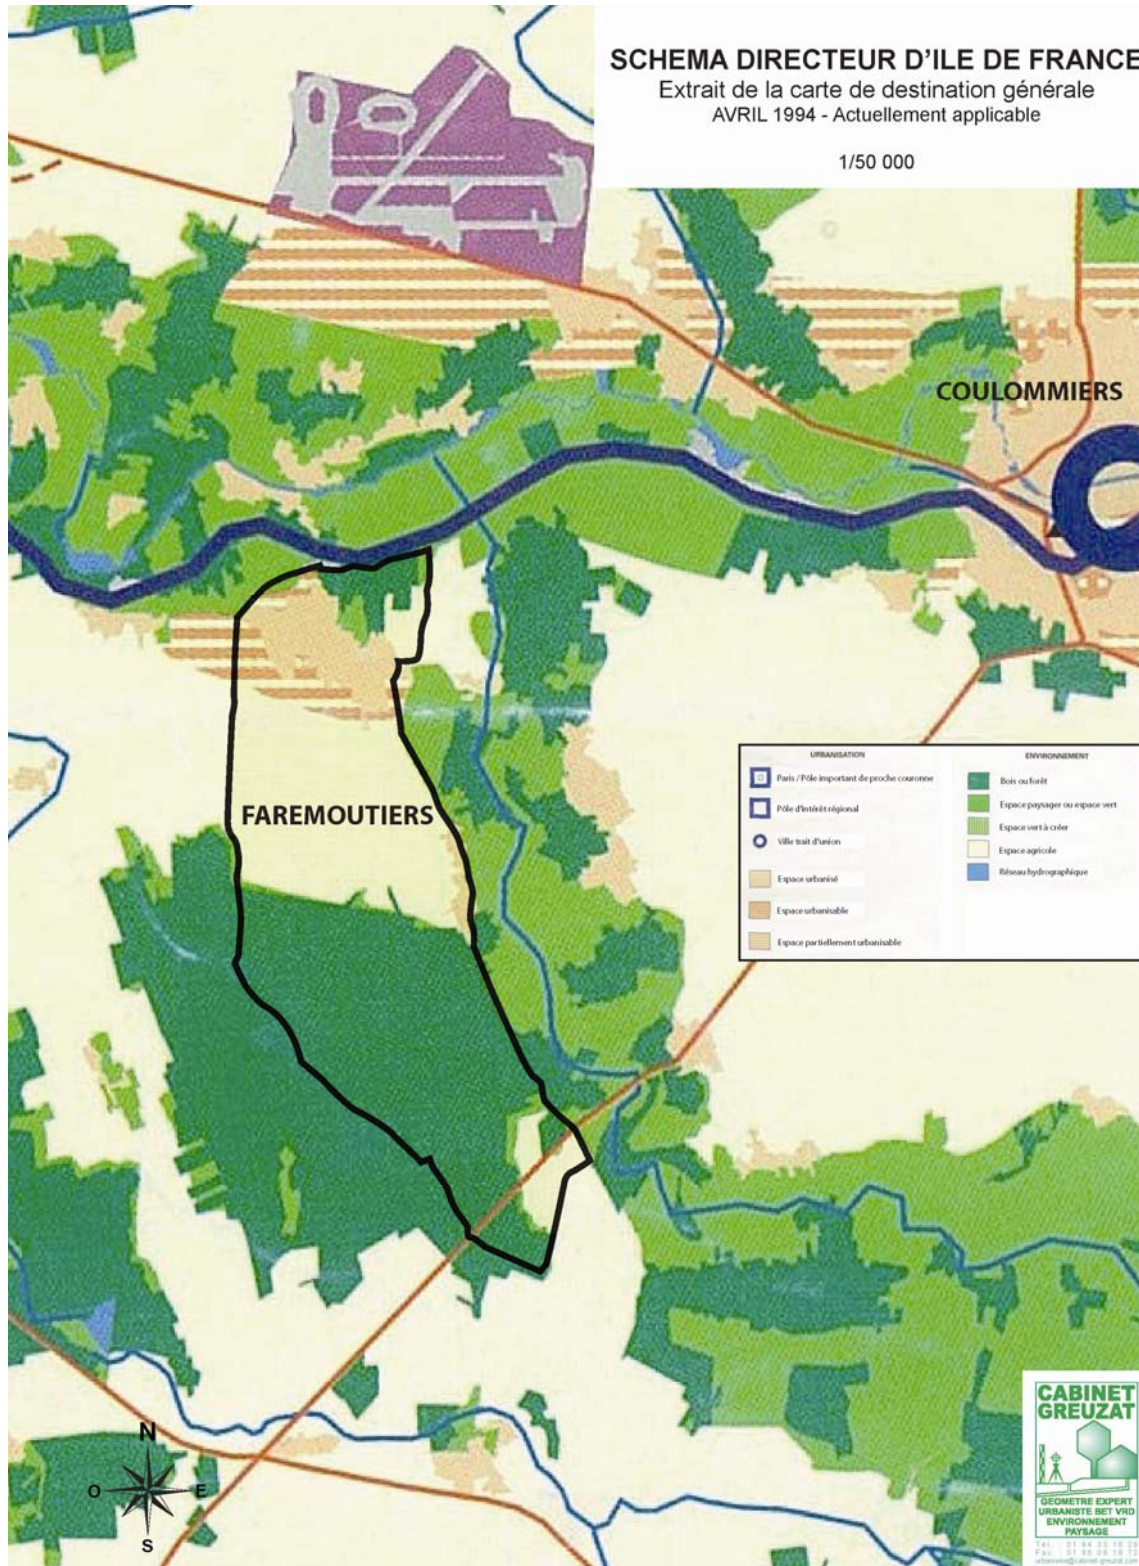 SCHEMA DIRECTEUR D'ILE DE FRANCE
Extrait de la carte de destination générale
AVRIL 1994 - Actuellement applicable
1/50 000
COULOMMIERS
FAREMOUTIERS
URBANISATION
Paris / Pôle important de proche couronne
Pôle d'intérêt régional
Ville trait d'union
Espace urbanisé
Espace urbanisable
Espace partiellement urbanisable
ENVIRONNEMENT
Bois ou forêt
Espace paysager ou espace vert
Espace vert à créer
Espace agricole
Réseau hydrographique
N
O E
S
CABINET
GREUZAT
GEOMETRE EXPERT
URBANISTE BET VRD
ENVIRONNEMENT
PAYSAGE